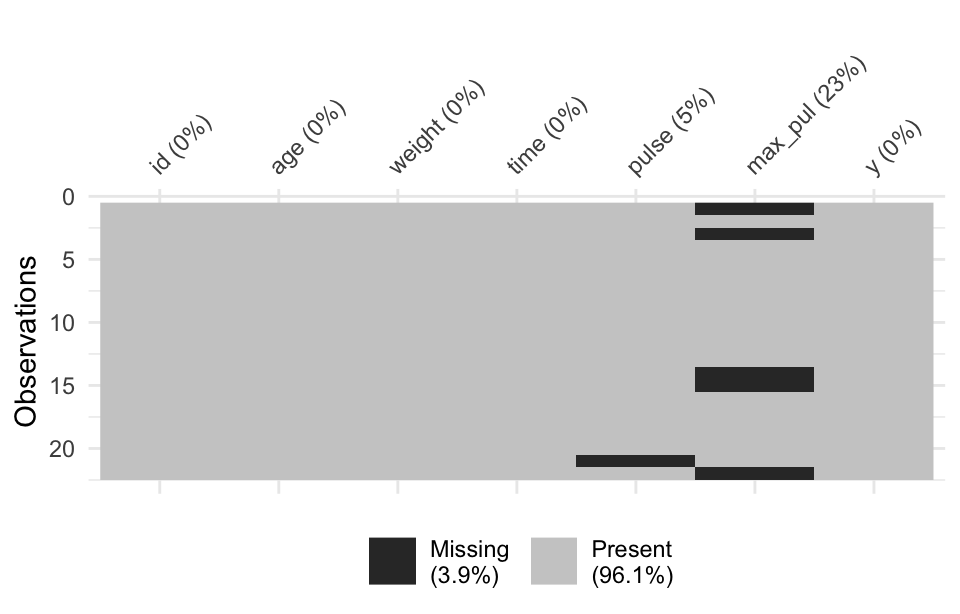 id (0%)
age (0%)
weight (0%)
time (0%)
pulse (5%)
max_pul (23%)
y (0%)
0
5
10
15
20
Observations
Missing
(3.9%)
Present
(96.1%)